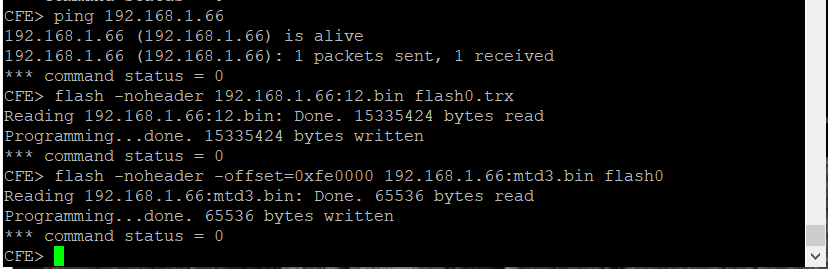 CFE> ping 192.168.1.66
192.168.1.66 (192.168.1.66) is alive
192.168.1.66 (192.168.1.66): 1 packets sent, 1 received
*** command status = 0
CFE> flash -noheader 192.168.1.66:12.bin flash0.trx
Reading 192.168.1.66:12.bin: Done. 15335424 bytes read
Programming...done. 15335424 bytes written
*** command status = 0
CFE> flash -noheader -offset=0xfe0000 192.168.1.66:mtd3.bin flash0
Reading 192.168.1.66:mtd3.bin: Done. 65536 bytes read
Programming...done. 65536 bytes written
*** command status = 0
CFE>